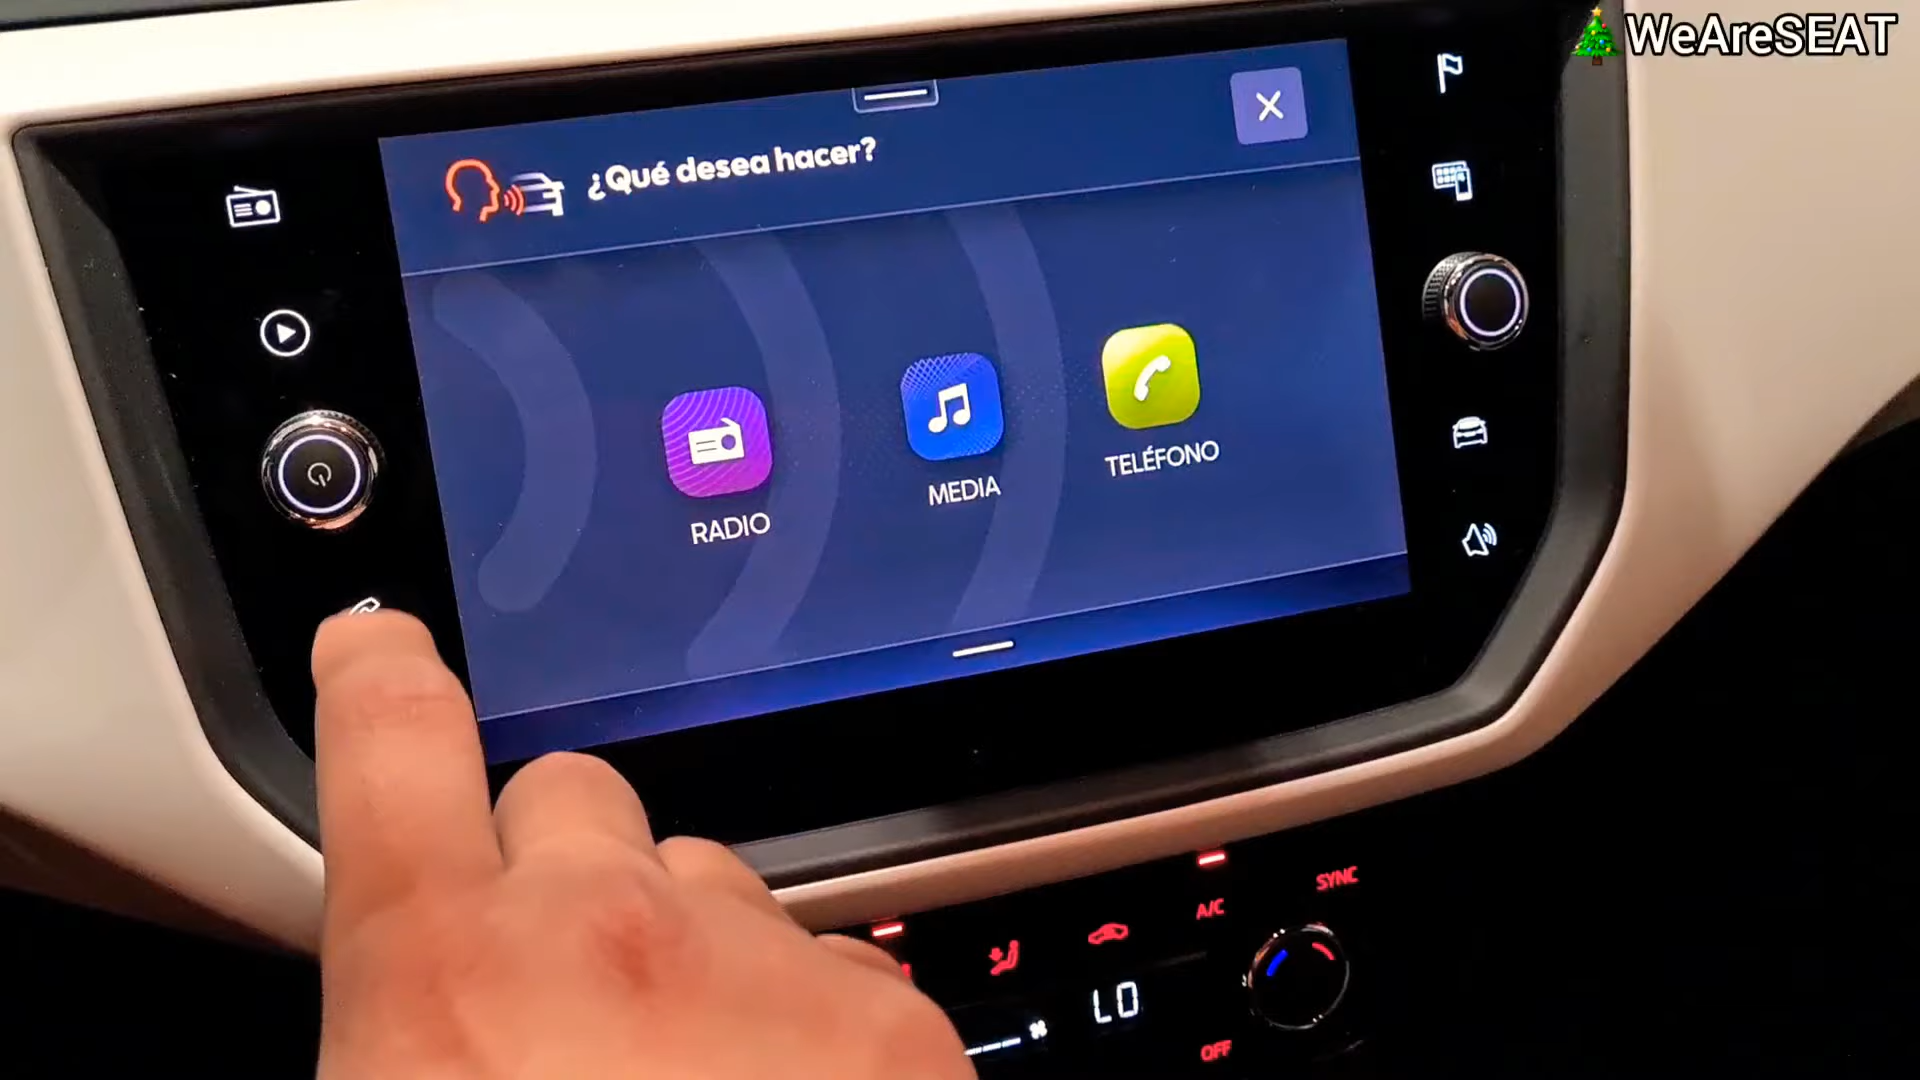 WeAreSEAT
¿Qué desea hacer?
RADIO
MEDIA
TELÉFONO
SYNC
A/C
LO
OFF